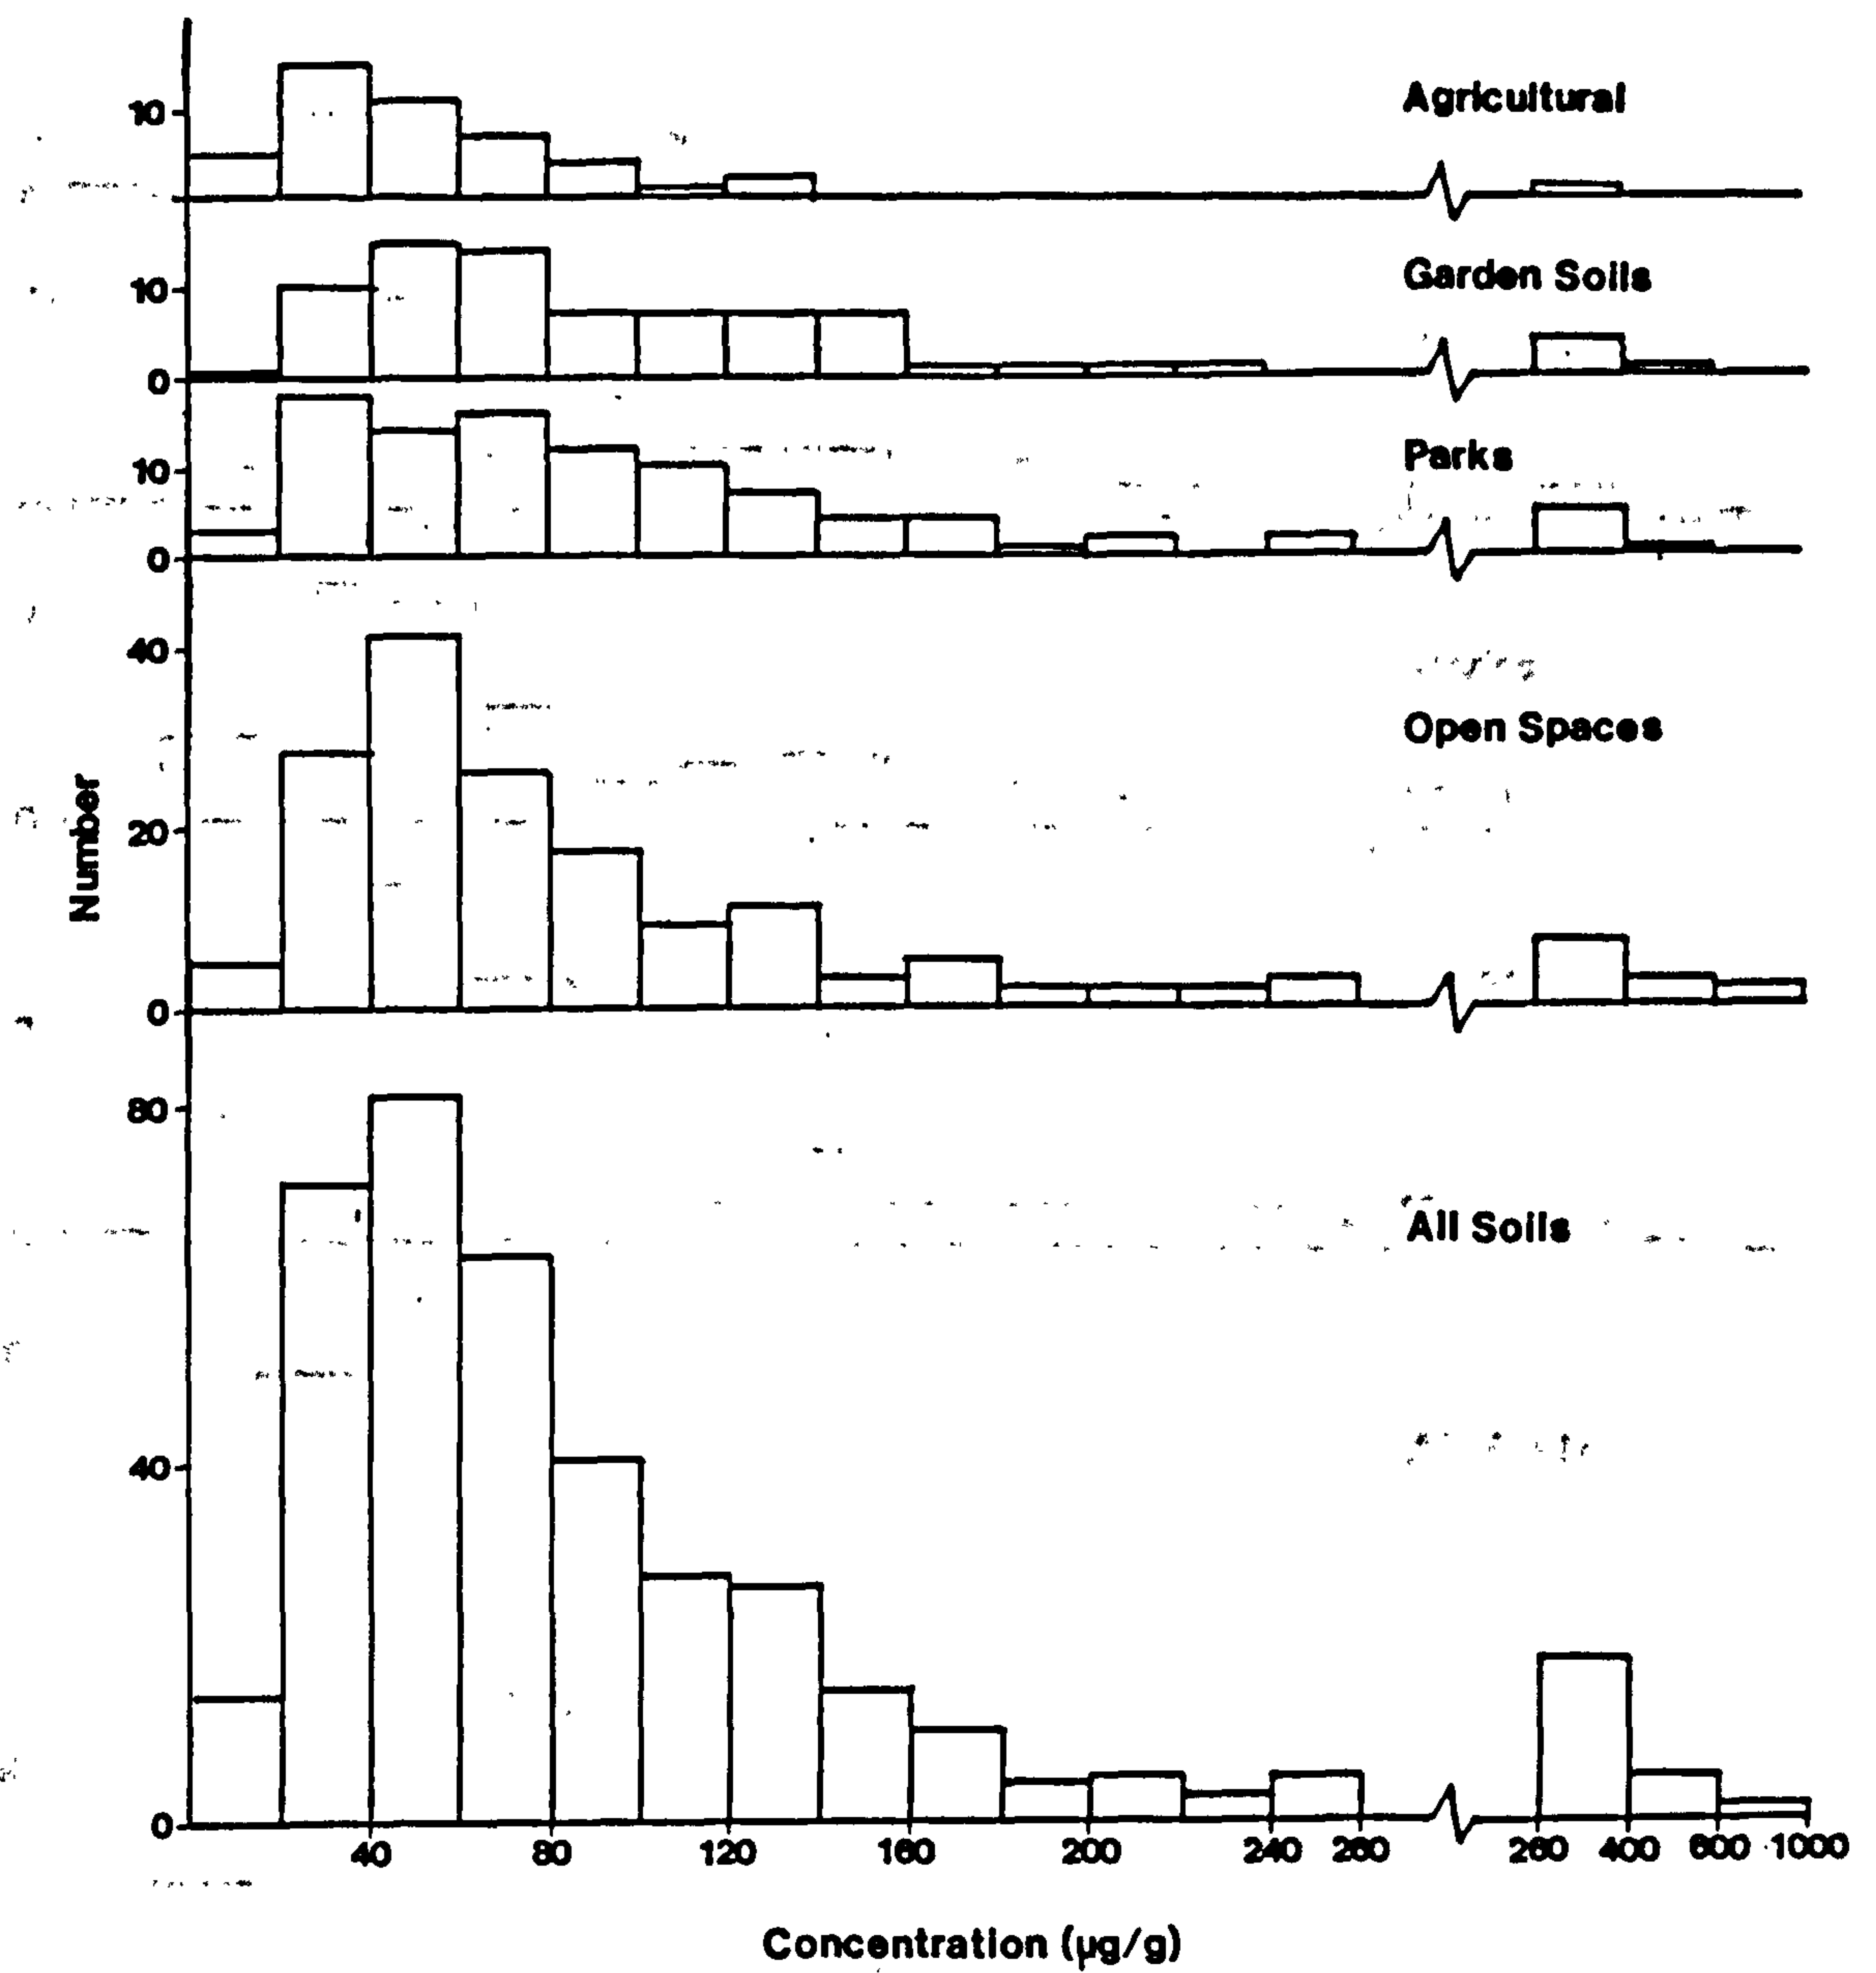 10
Agricultural
10
Garden Soils
0
10
Parks
0
40
Open Spaces
20
0
Number
80
All Soils
40
0
40 80 120 160 200 240 260 260 400 600 1000
Concentration (µg/g)